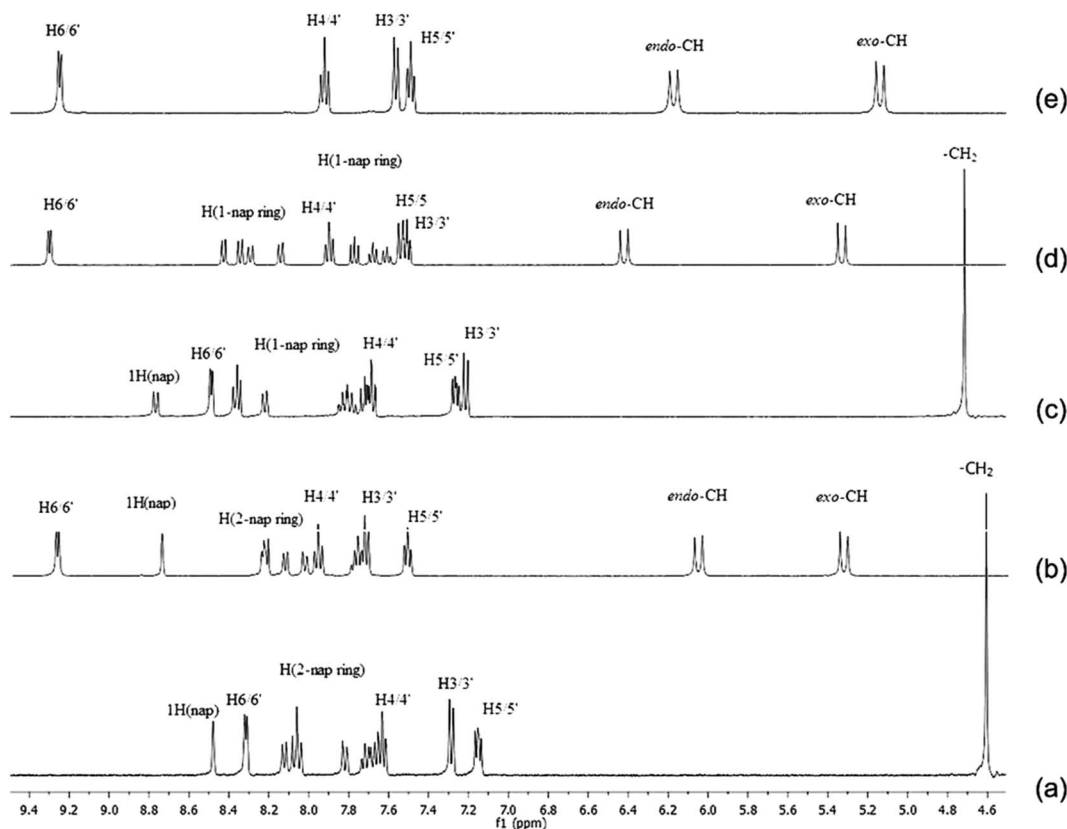 H6/6' H4/4' H3/3' H5/5' endo-CH exo-CH
(e)
H6/6' H(1-nap ring) H4/4' H(1-nap ring) H5/5 H3/3' endo-CH exo-CH -CH2
(d)
1H(nap) H6/6' H(1-nap ring) H4/4' H5/5' H3/3'
(c)
H6/6' 1H(nap) H(2-nap ring) H4/4' H3/3' H5/5' endo-CH exo-CH -CH2
(b)
1H(nap) H6/6' H(2-nap ring) H4/4' H3/3' H5/5'
(a)
9.4 9.2 9.0 8.8 8.6 8.4 8.2 8.0 7.8 7.6 7.4 7.2 7.0 6.8 6.6 6.4 6.2 6.0 5.8 5.6 5.4 5.2 5.0 4.8 4.6
f1 (ppm)